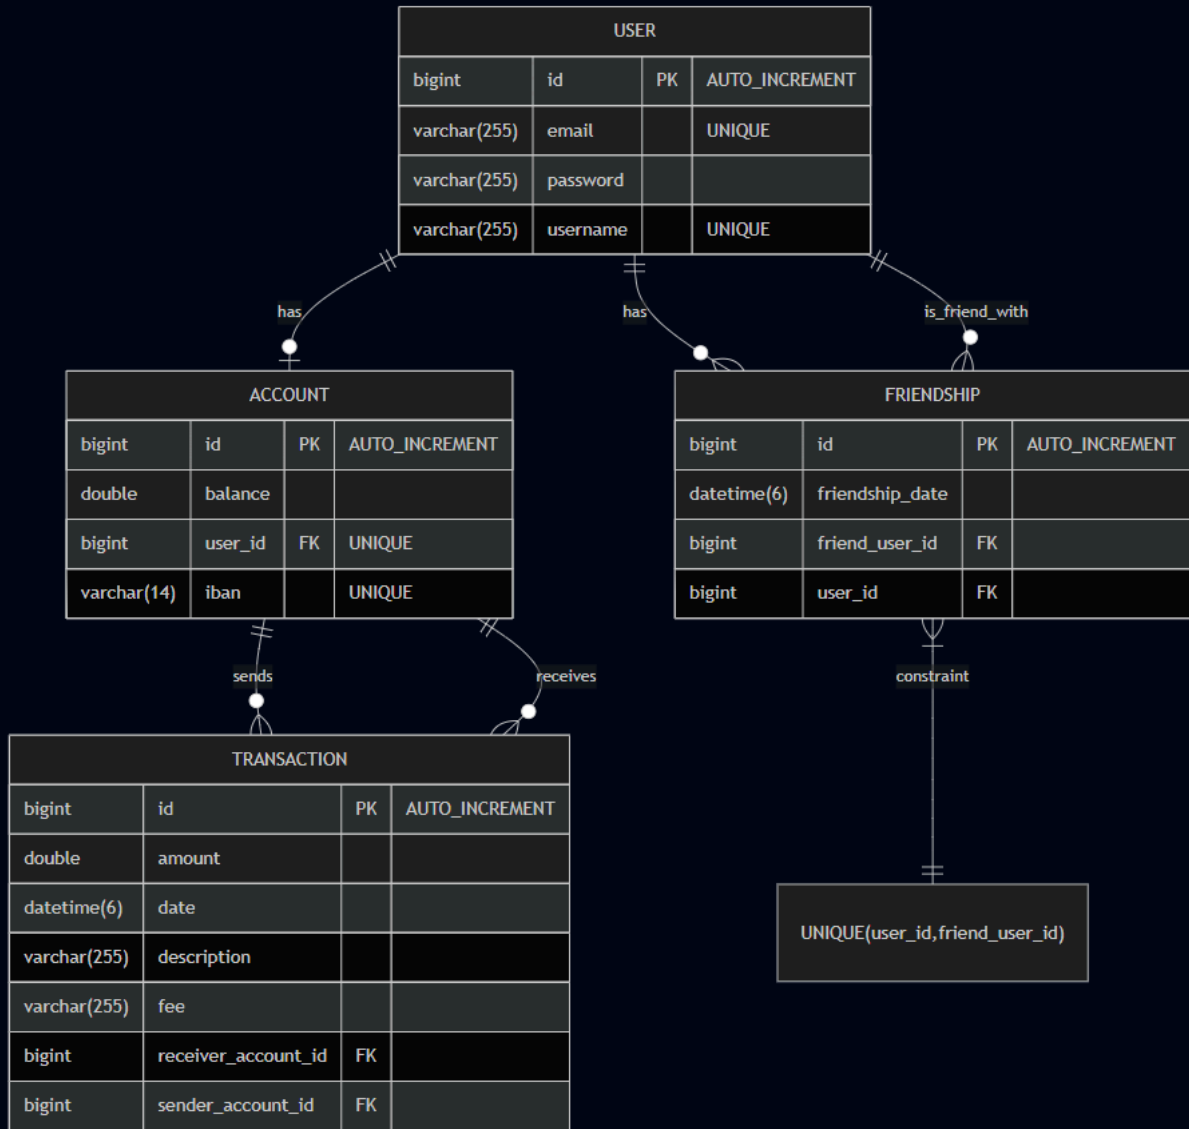 USER
bigint id PK AUTO_INCREMENT
varchar(255) email UNIQUE
varchar(255) password
varchar(255) username UNIQUE
has
has
is_friend_with
ACCOUNT
bigint id PK AUTO_INCREMENT
double balance
bigint user_id FK UNIQUE
varchar(14) iban UNIQUE
FRIENDSHIP
bigint id PK AUTO_INCREMENT
datetime(6) friendship_date
bigint friend_user_id FK
bigint user_id FK
sends
receives
constraint
TRANSACTION
bigint id PK AUTO_INCREMENT
double amount
datetime(6) date
varchar(255) description
varchar(255) fee
bigint receiver_account_id FK
bigint sender_account_id FK
UNIQUE(user_id,friend_user_id)